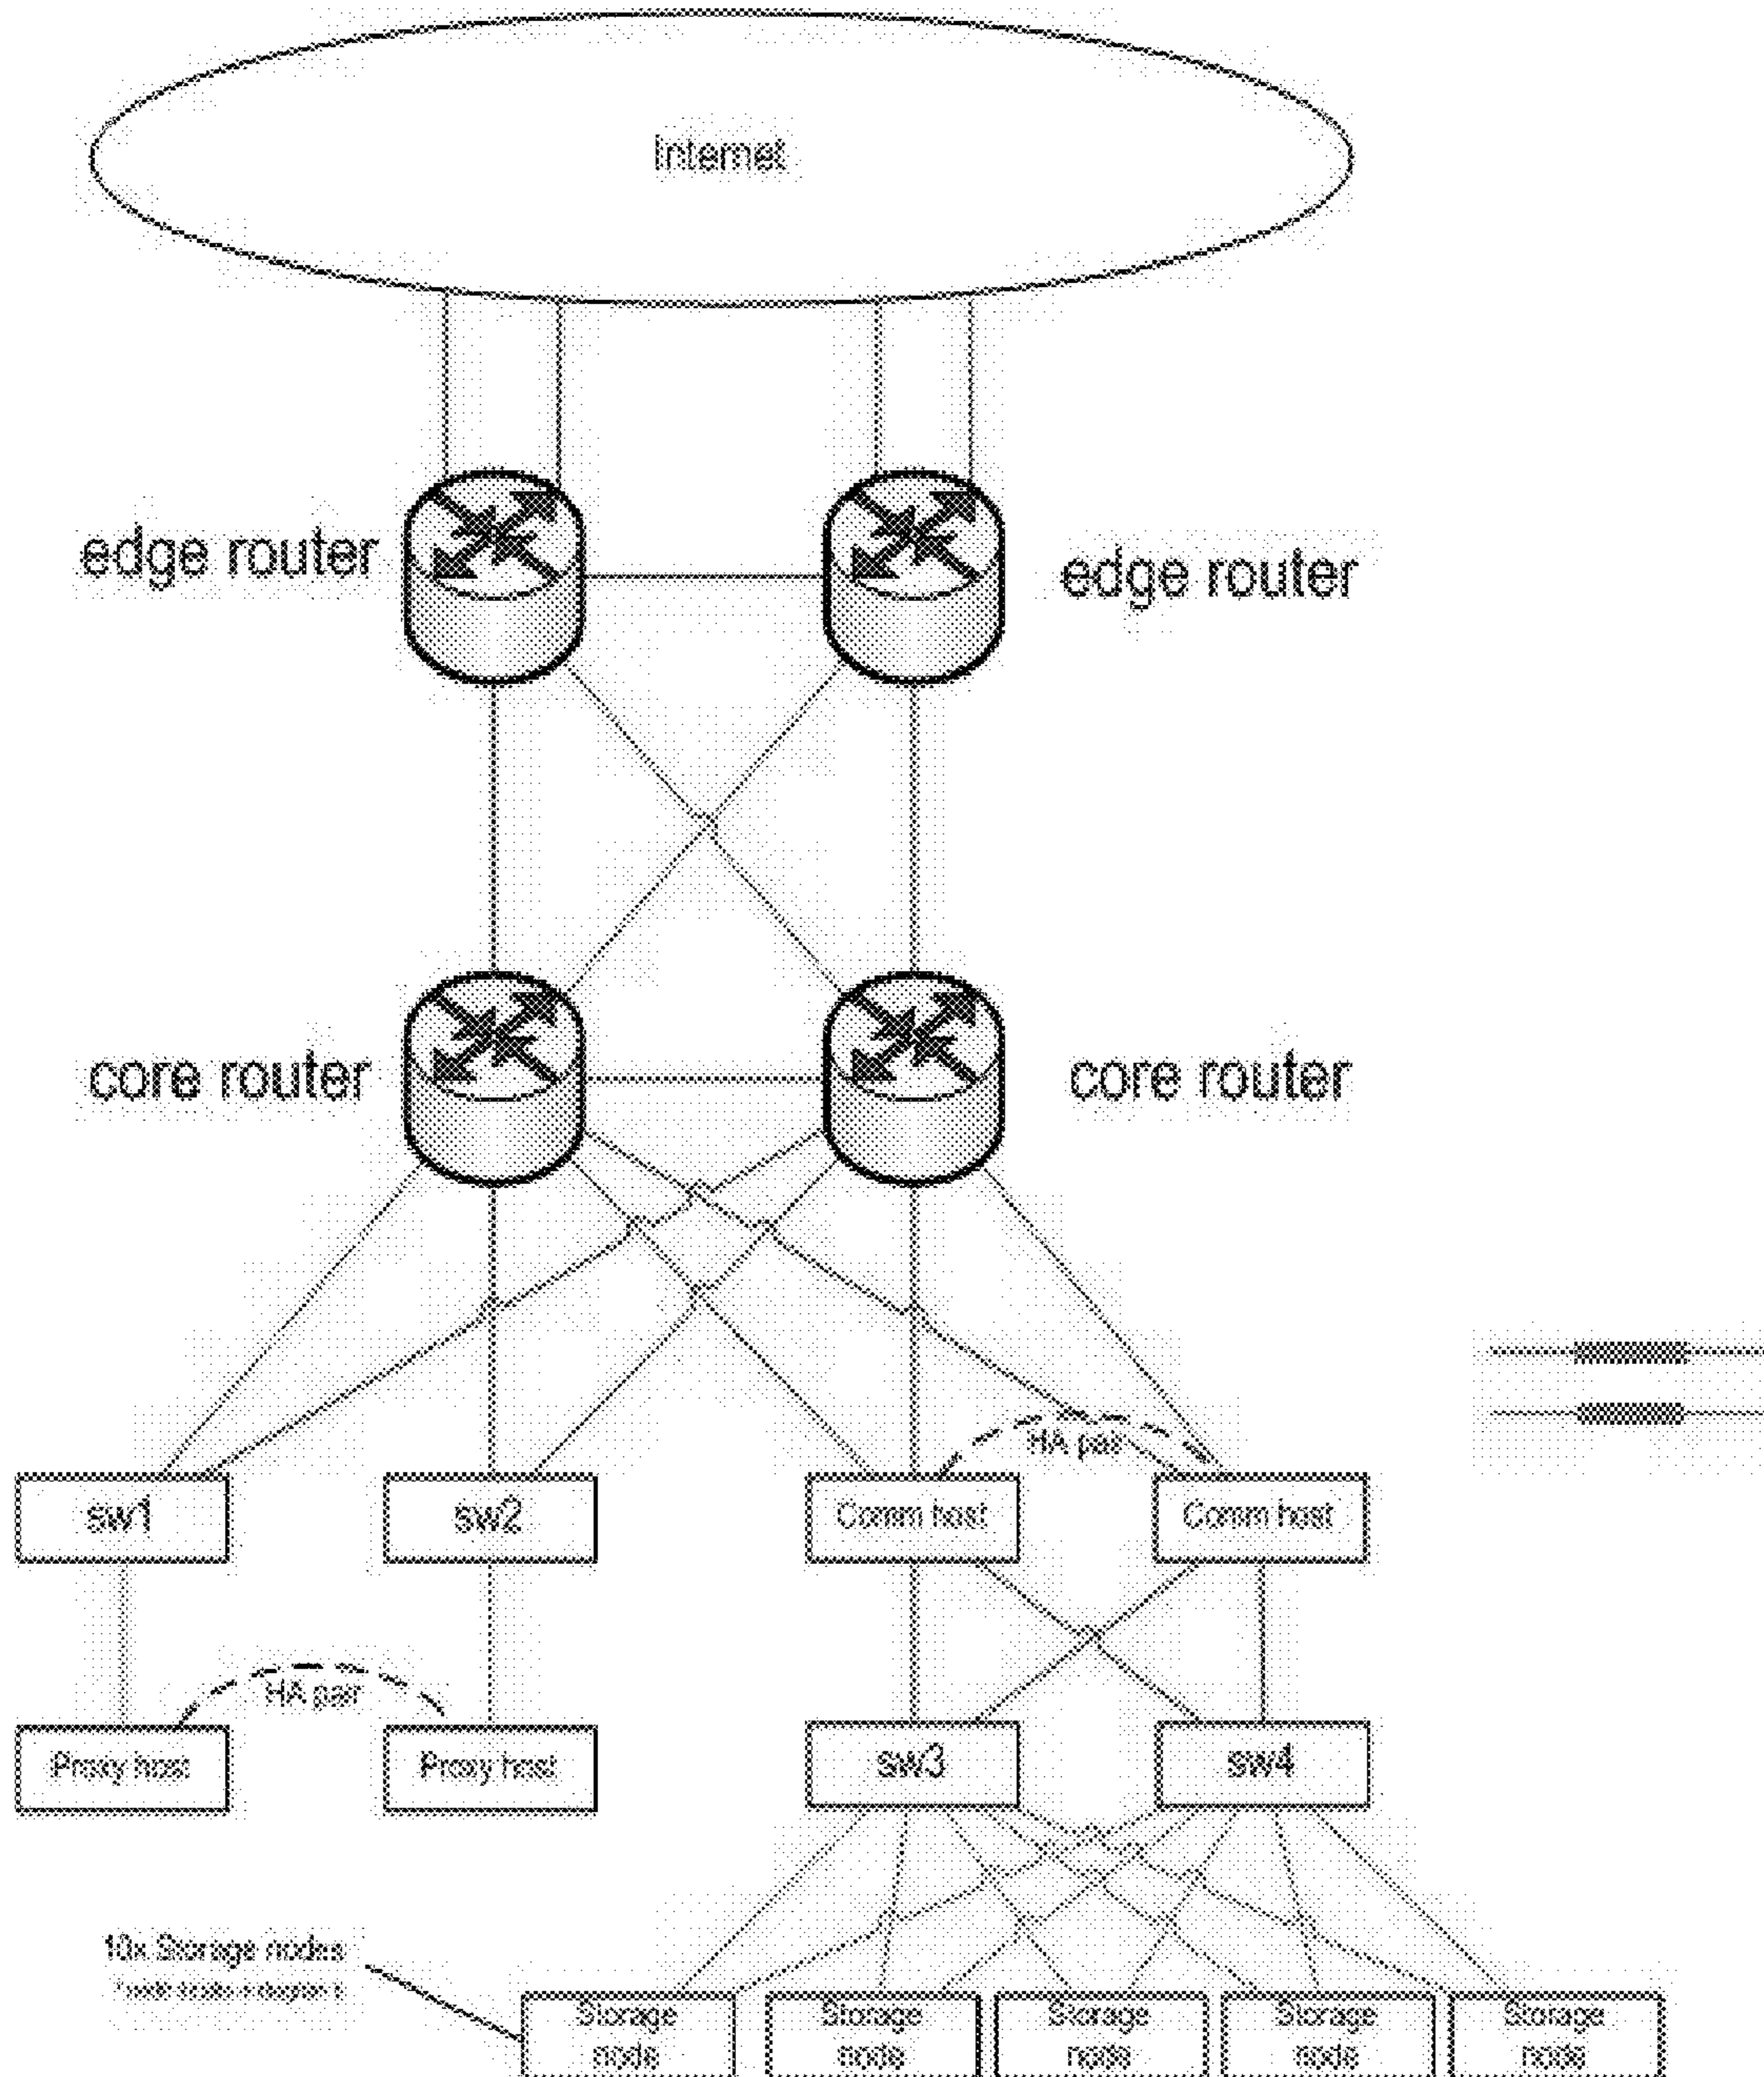 Internet
edge router
edge router
core router
core router
HA pair
sw1
sw2
Comm host
Comm host
HA pair
Proxy host
Proxy host
sw3
sw4
10x Storage nodes
Storage
node
Storage
node
Storage
node
Storage
node
Storage
node